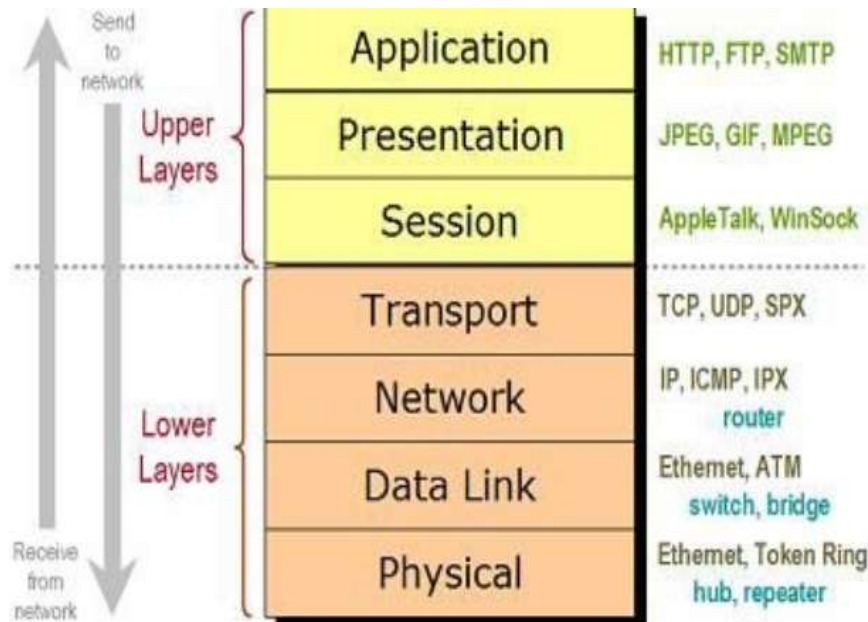 Send
to
network
Upper
Layers
Application
HTTP, FTP, SMTP
Presentation
JPEG, GIF, MPEG
Session
AppleTalk, WinSock
Lower
Layers
Transport
TCP, UDP, SPX
Network
IP, ICMP, IPX
router
Data Link
Ethernet, ATM
switch, bridge
Physical
Ethernet, Token Ring
hub, repeater
Receive
from
network